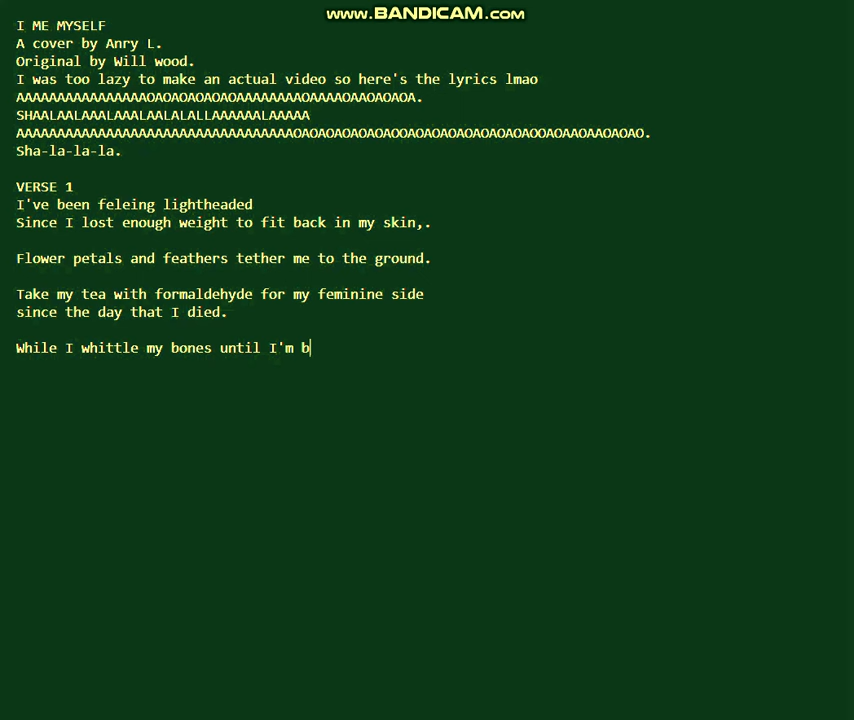 www.BANDICAM.com
I ME MYSELF
A cover by Anry L.
Original by Will wood.
I was too lazy to make an actual video so here's the lyrics lmao
AAAAAAAAAAAAAAAAOAOAOAOAOAOAAAAAAAAOAAAAOAAOAOAOA.
SHAALAALAAALAAALAALALALLAAAAAALAAAAA
AAAAAAAAAAAAAAAAAAAAAAAAAAAAAAAAAAOAOAOAOAOAOAOOAOAOAOAOAOAOAOAOOAOAAOAAOAOAO.
Sha-la-la-la.
VERSE 1
I've been feleing lightheaded
Since I lost enough weight to fit back in my skin,.
Flower petals and feathers tether me to the ground.
Take my tea with formaldehyde for my feminine side
since the day that I died.
While I whittle my bones until I'm b